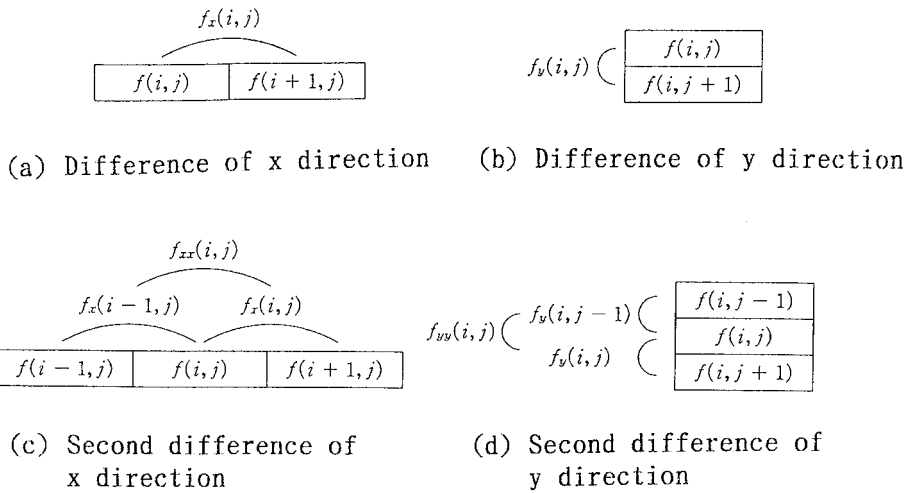 f_x(i,j)
f(i,j) f(i+1,j)
(a) Difference of x direction
f_y(i,j)
f(i,j)
f(i,j+1)
(b) Difference of y direction
f_xx(i,j)
f_x(i−1,j) f_x(i,j)
f(i−1,j) f(i,j) f(i+1,j)
(c) Second difference of
x direction
f_yy(i,j)
f_y(i,j−1)
f_y(i,j)
f(i,j−1)
f(i,j)
f(i,j+1)
(d) Second difference of
y direction